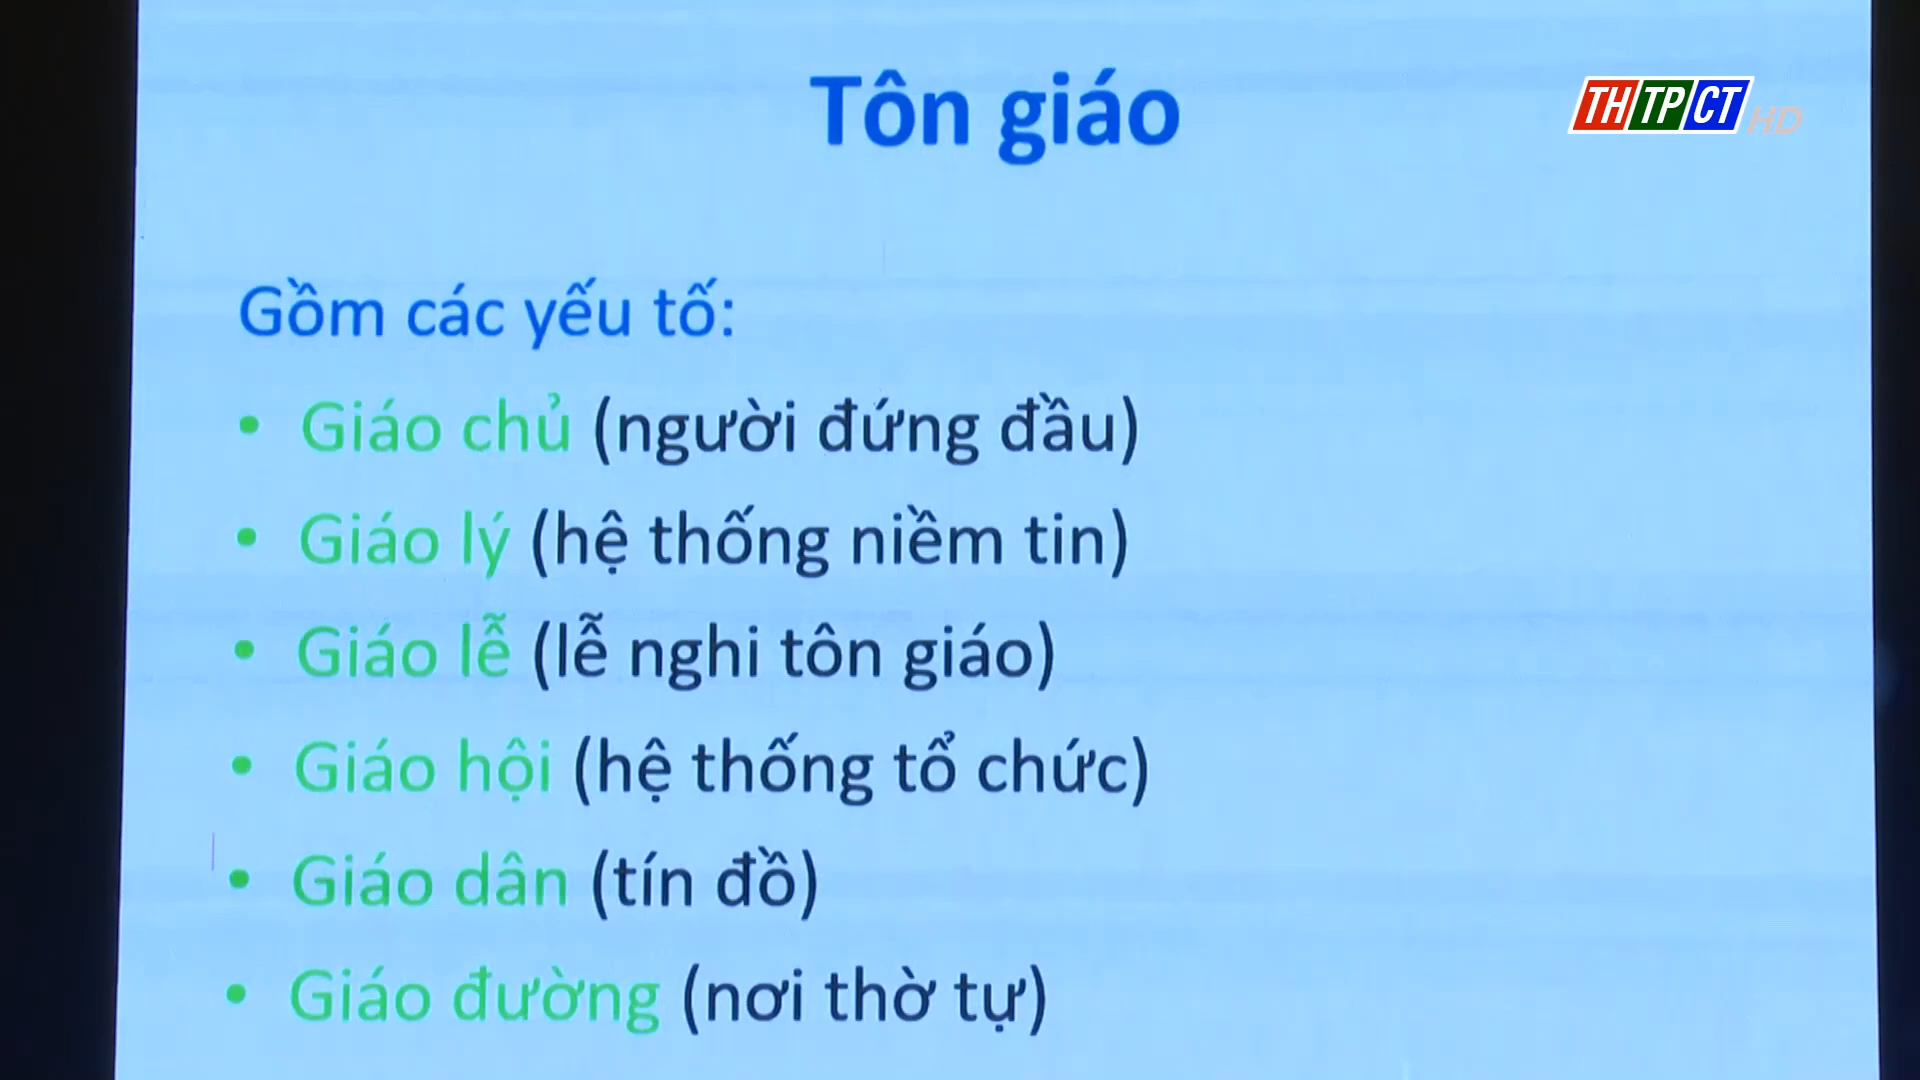 Tôn giáo
THTPCT HD
Gồm các yếu tố:
• Giáo chủ (người đứng đầu)
• Giáo lý (hệ thống niềm tin)
• Giáo lễ (lễ nghi tôn giáo)
• Giáo hội (hệ thống tổ chức)
• Giáo dân (tín đồ)
• Giáo đường (nơi thờ tự)